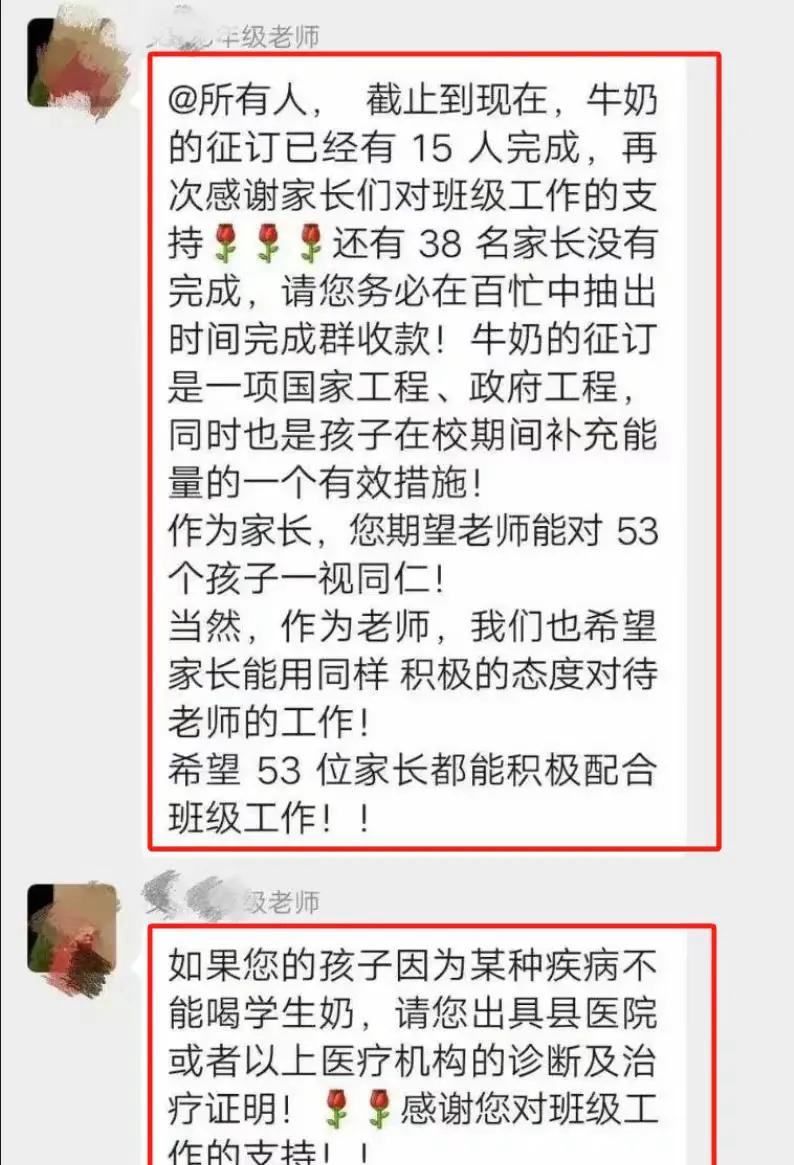 年级老师
@所有人， 截止到现在，牛奶
的征订已经有 15 人完成，再
次感谢家长们对班级工作的支
持🌹🌹🌹还有 38 名家长没有
完成，请您务必在百忙中抽出
时间完成群收款！牛奶的征订
是一项国家工程、政府工程，
同时也是孩子在校期间补充能
量的一个有效措施！
作为家长，您期望老师能对 53
个孩子一视同仁！
当然，作为老师，我们也希望
家长能用同样 积极的态度对待
老师的工作！
希望 53 位家长都能积极配合
班级工作！！
级老师
如果您的孩子因为某种疾病不
能喝学生奶，请您出具县医院
或者以上医疗机构的诊断及治
疗证明！🌹🌹感谢您对班级工
作的支持！！